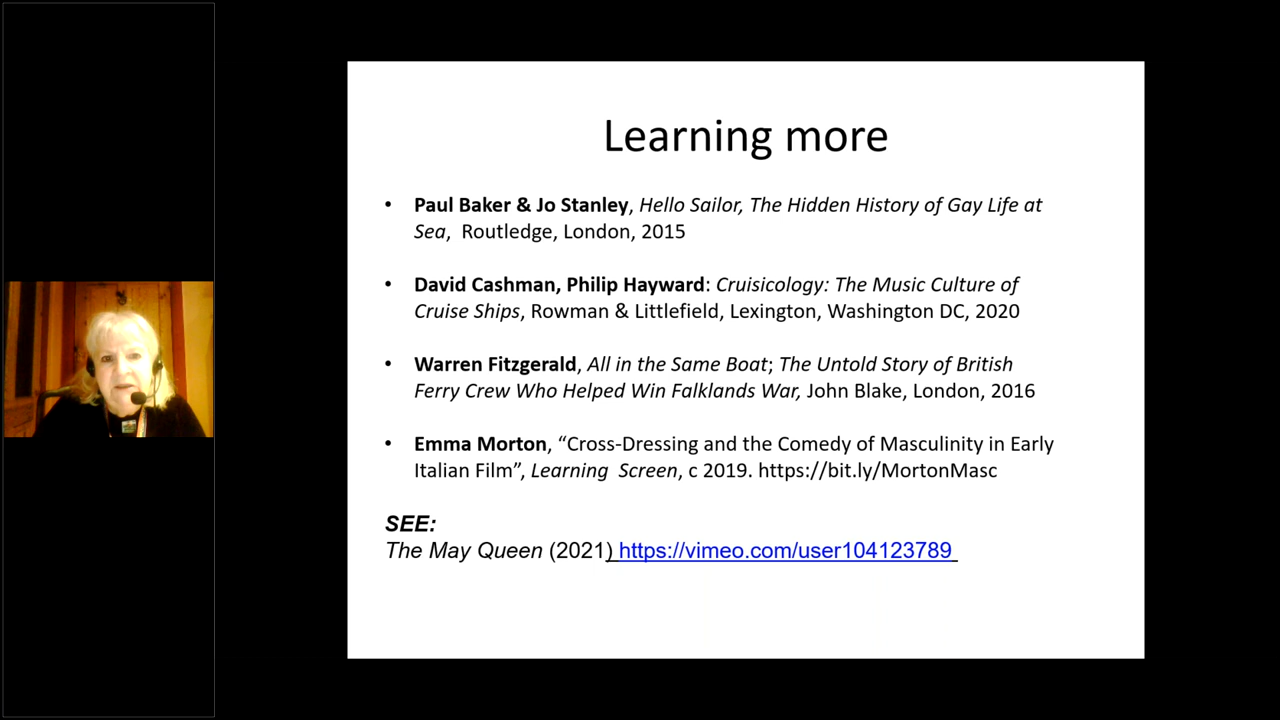 Learning more
• Paul Baker & Jo Stanley, Hello Sailor, The Hidden History of Gay Life at
Sea, Routledge, London, 2015
• David Cashman, Philip Hayward: Cruisicology: The Music Culture of
Cruise Ships, Rowman & Littlefield, Lexington, Washington DC, 2020
• Warren Fitzgerald, All in the Same Boat; The Untold Story of British
Ferry Crew Who Helped Win Falklands War, John Blake, London, 2016
• Emma Morton, “Cross-Dressing and the Comedy of Masculinity in Early
Italian Film”, Learning Screen, c 2019. https://bit.ly/MortonMasc
SEE:
The May Queen (2021) https://vimeo.com/user104123789